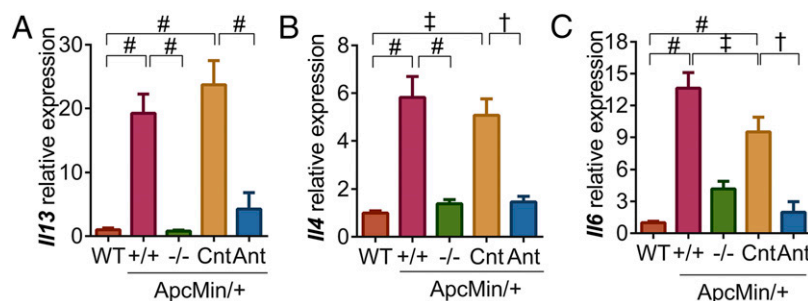 A
Il13 relative expression
30
20
10
0
# #
# #
WT +/+ -/- Cnt Ant
ApcMin/+
B
Il4 relative expression
8
6
4
2
0
‡ †
# #
WT +/+ -/- Cnt Ant
ApcMin/+
C
Il6 relative expression
18
15
12
9
6
3
0
#
# ‡ †
WT +/+ -/- Cnt Ant
ApcMin/+